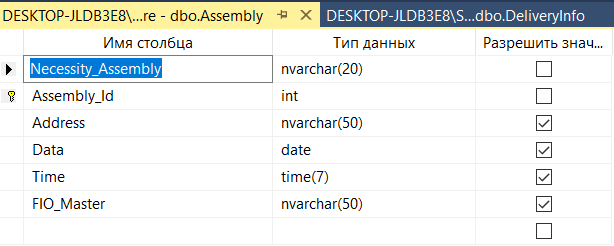 DESKTOP-JLDB3E8\...re - dbo.Assembly DESKTOP-JLDB3E8\S...dbo.DeliveryInfo
Имя столбца Тип данных Разрешить знач...
Necessity_Assembly nvarchar(20)
Assembly_Id int
Address nvarchar(50)
Data date
Time time(7)
FIO_Master nvarchar(50)